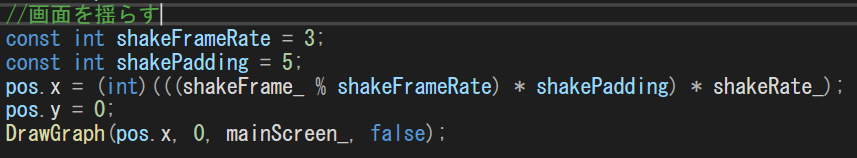 //画面を揺らす
const int shakeFrameRate = 3;
const int shakePadding = 5;
pos.x = (int)(((shakeFrame_ % shakeFrameRate) * shakePadding) * shakeRate_);
pos.y = 0;
DrawGraph(pos.x, 0, mainScreen_, false);